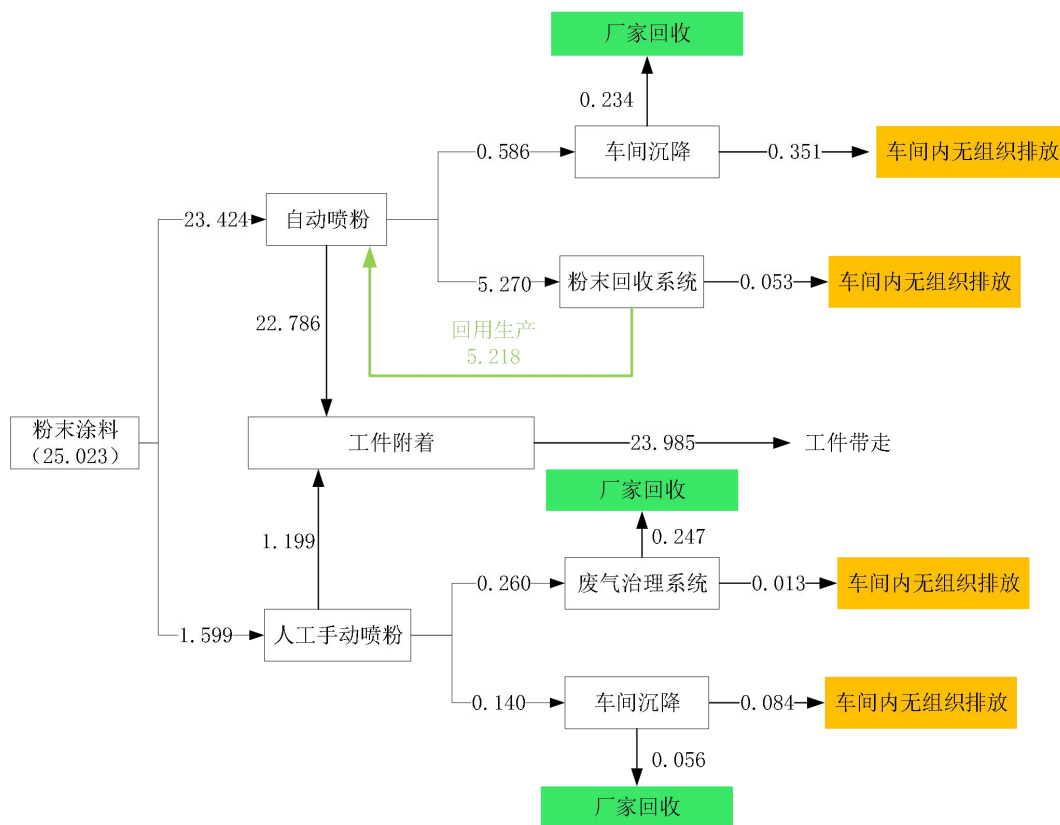 厂家回收
0.234
0.586
车间沉降
0.351
车间内无组织排放
23.424
自动喷粉
5.270
粉末回收系统
0.053
车间内无组织排放
22.786
回用生产
5.218
粉末涂料
（25.023）
工件附着
23.985
工件带走
厂家回收
1.199
0.247
0.260
废气治理系统
0.013
车间内无组织排放
1.599
人工手动喷粉
0.140
车间沉降
0.084
车间内无组织排放
0.056
厂家回收